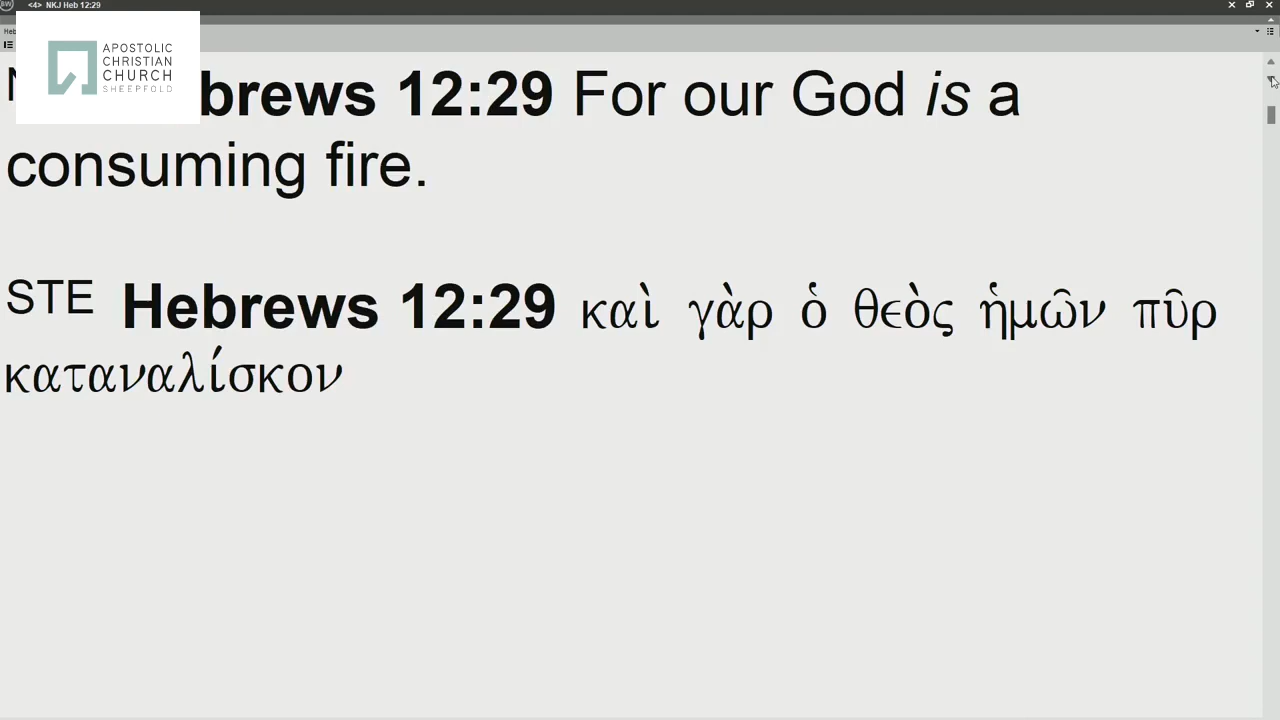 <4> NKJ Heb 12:29
APOSTOLIC
CHRISTIAN
CHURCH
SHEEPFOLD
brews 12:29 For our God is a
consuming fire.
STE Hebrews 12:29 καὶ γὰρ ὁ θεὸς ἡμῶν πῦρ
καταναλίσκον